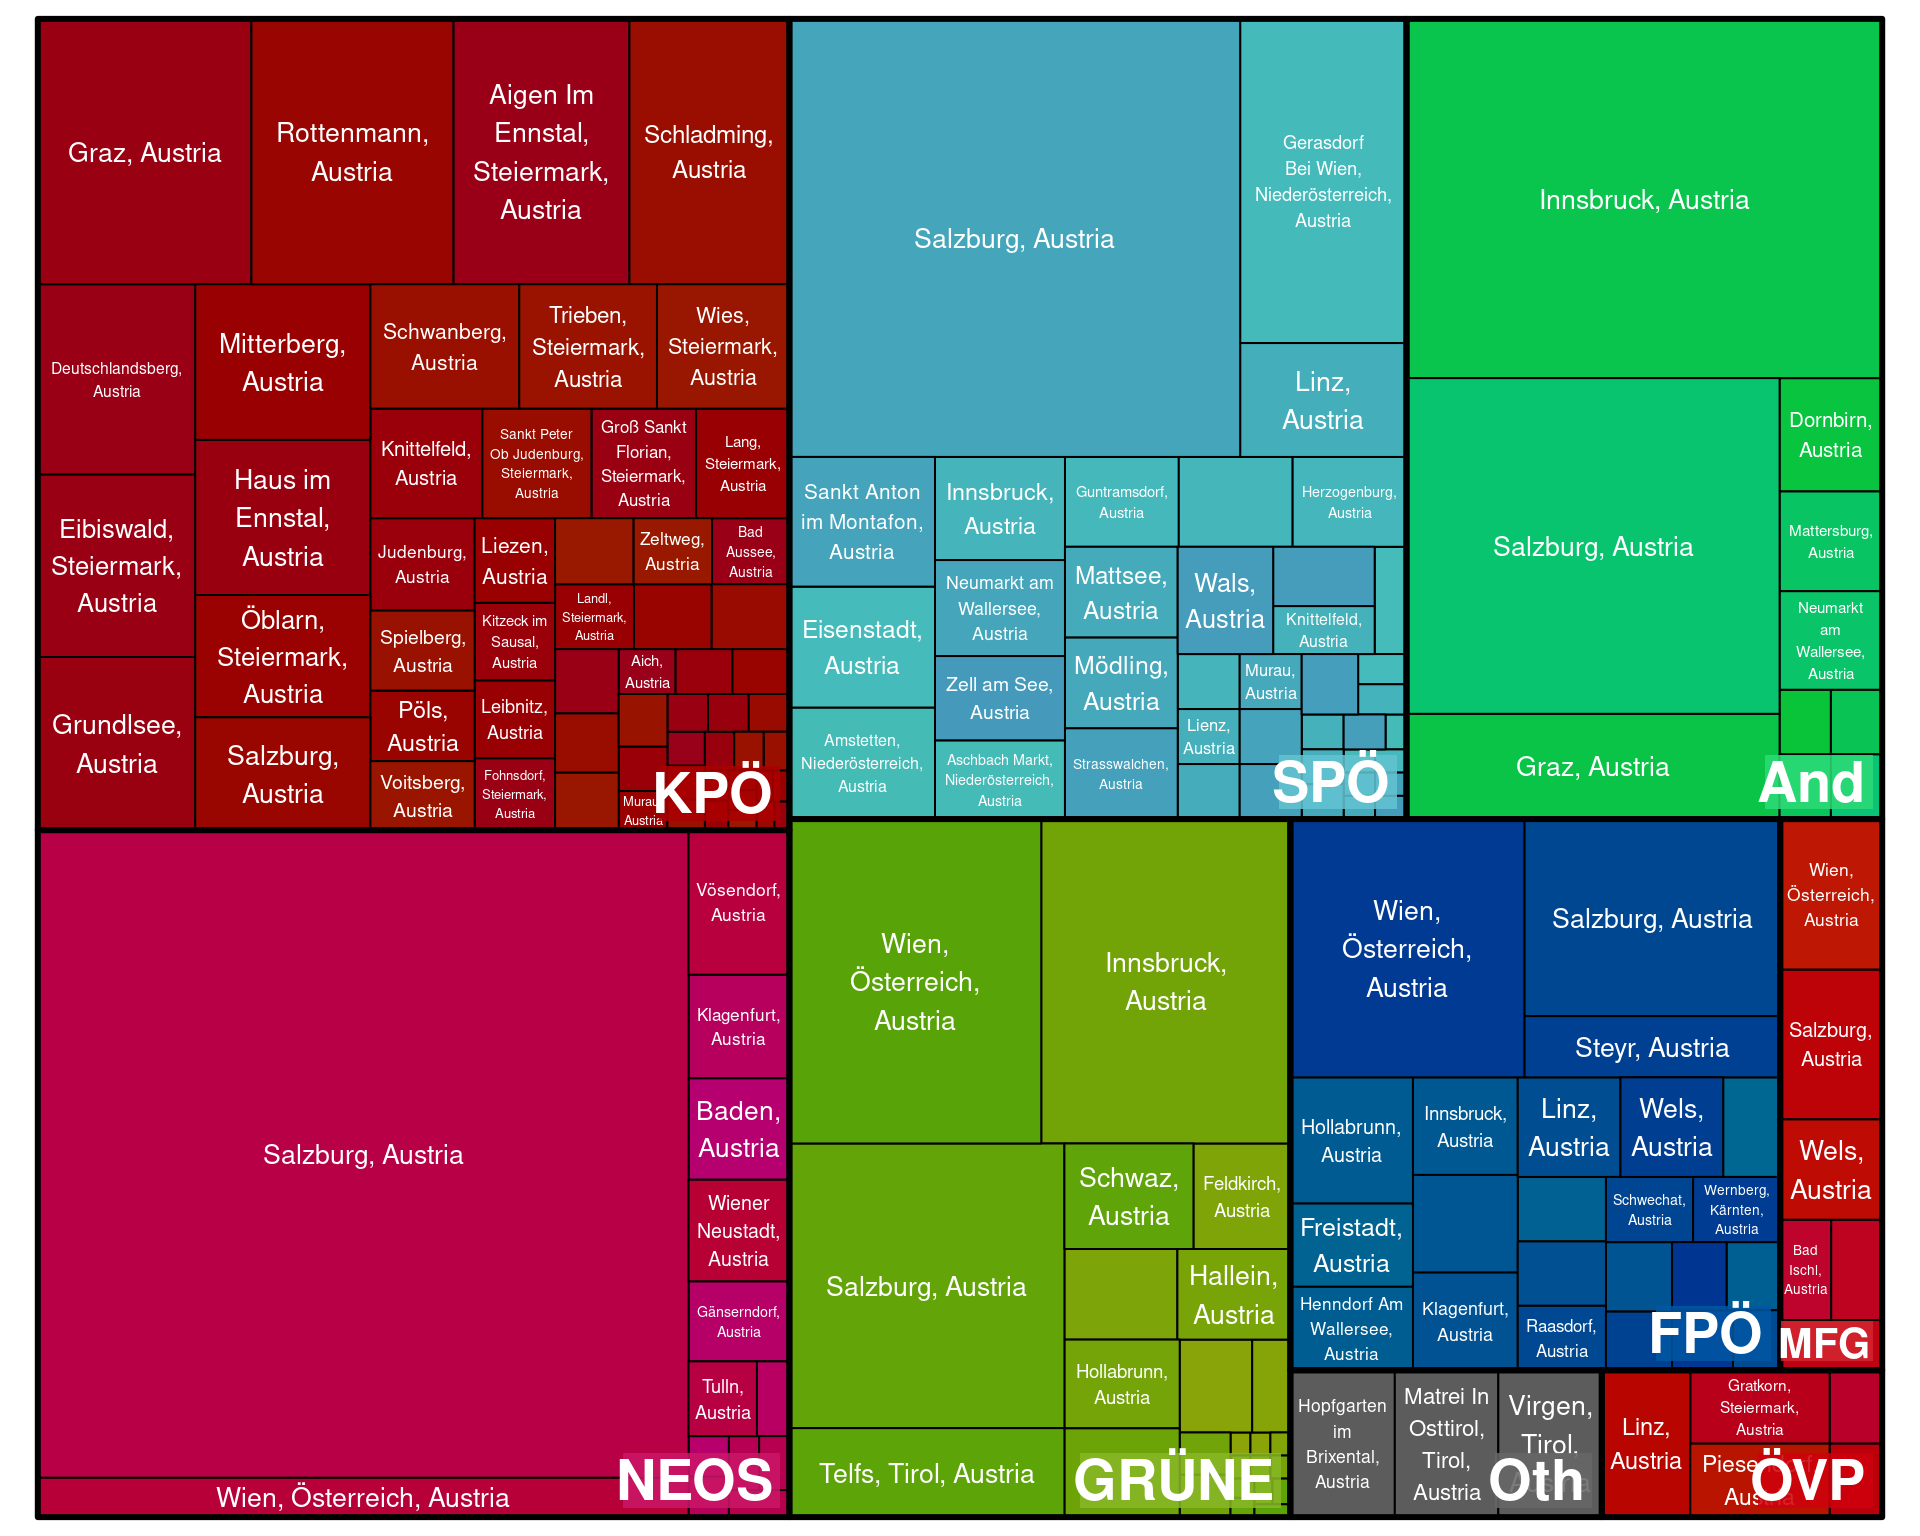 Graz, Austria
Rottenmann,
Austria
Aigen Im
Ennstal,
Steiermark,
Austria
Schladming,
Austria
Deutschlandsberg,
Austria
Mitterberg,
Austria
Schwanberg,
Austria
Trieben,
Steiermark,
Austria
Wies,
Steiermark,
Austria
Knittelfeld,
Austria
Sankt Peter
Ob Judenburg,
Steiermark,
Austria
Groß Sankt
Florian,
Steiermark,
Austria
Lang,
Steiermark,
Austria
Eibiswald,
Steiermark,
Austria
Haus im
Ennstal,
Austria
Judenburg,
Austria
Liezen,
Austria
Zeltweg,
Austria
Bad
Aussee,
Austria
Öblarn,
Steiermark,
Austria
Spielberg,
Austria
Kitzeck im
Sausal,
Austria
Landl,
Steiermark,
Austria
Aich,
Austria
Grundlsee,
Austria
Salzburg,
Austria
Pöls,
Austria
Leibnitz,
Austria
Voitsberg,
Austria
Fohnsdorf,
Steiermark,
Austria
Murau,
Austria
KPÖ
Salzburg, Austria
Gerasdorf
Bei Wien,
Niederösterreich,
Austria
Linz,
Austria
Sankt Anton
im Montafon,
Austria
Innsbruck,
Austria
Guntramsdorf,
Austria
Herzogenburg,
Austria
Eisenstadt,
Austria
Neumarkt am
Wallersee,
Austria
Mattsee,
Austria
Wals,
Austria
Knittelfeld,
Austria
Zell am See,
Austria
Mödling,
Austria
Murau,
Austria
Amstetten,
Niederösterreich,
Austria
Aschbach Markt,
Niederösterreich,
Austria
Strasswalchen,
Austria
Lienz,
Austria
SPÖ
Innsbruck, Austria
Salzburg, Austria
Dornbirn,
Austria
Mattersburg,
Austria
Neumarkt
am
Wallersee,
Austria
Graz, Austria
And
Salzburg, Austria
Vösendorf,
Austria
Klagenfurt,
Austria
Baden,
Austria
Wiener
Neustadt,
Austria
Gänserndorf,
Austria
Tulln,
Austria
Wien, Österreich, Austria
NEOS
Wien,
Österreich,
Austria
Innsbruck,
Austria
Salzburg, Austria
Schwaz,
Austria
Feldkirch,
Austria
Hallein,
Austria
Hollabrunn,
Austria
Telfs, Tirol, Austria
GRÜNE
Wien,
Österreich,
Austria
Salzburg, Austria
Steyr, Austria
Hollabrunn,
Austria
Innsbruck,
Austria
Linz,
Austria
Wels,
Austria
Freistadt,
Austria
Schwechat,
Austria
Wernberg,
Kärnten,
Austria
Henndorf Am
Wallersee,
Austria
Klagenfurt,
Austria
Raasdorf,
Austria
FPÖ
Wien,
Österreich,
Austria
Salzburg,
Austria
Wels,
Austria
Bad
Ischl,
Austria
MFG
Hopfgarten
im
Brixental,
Austria
Matrei In
Osttirol,
Tirol,
Austria
Virgen,
Tirol,
Austria
Oth
Linz,
Austria
Gratkorn,
Steiermark,
Austria
Austria
ÖVP